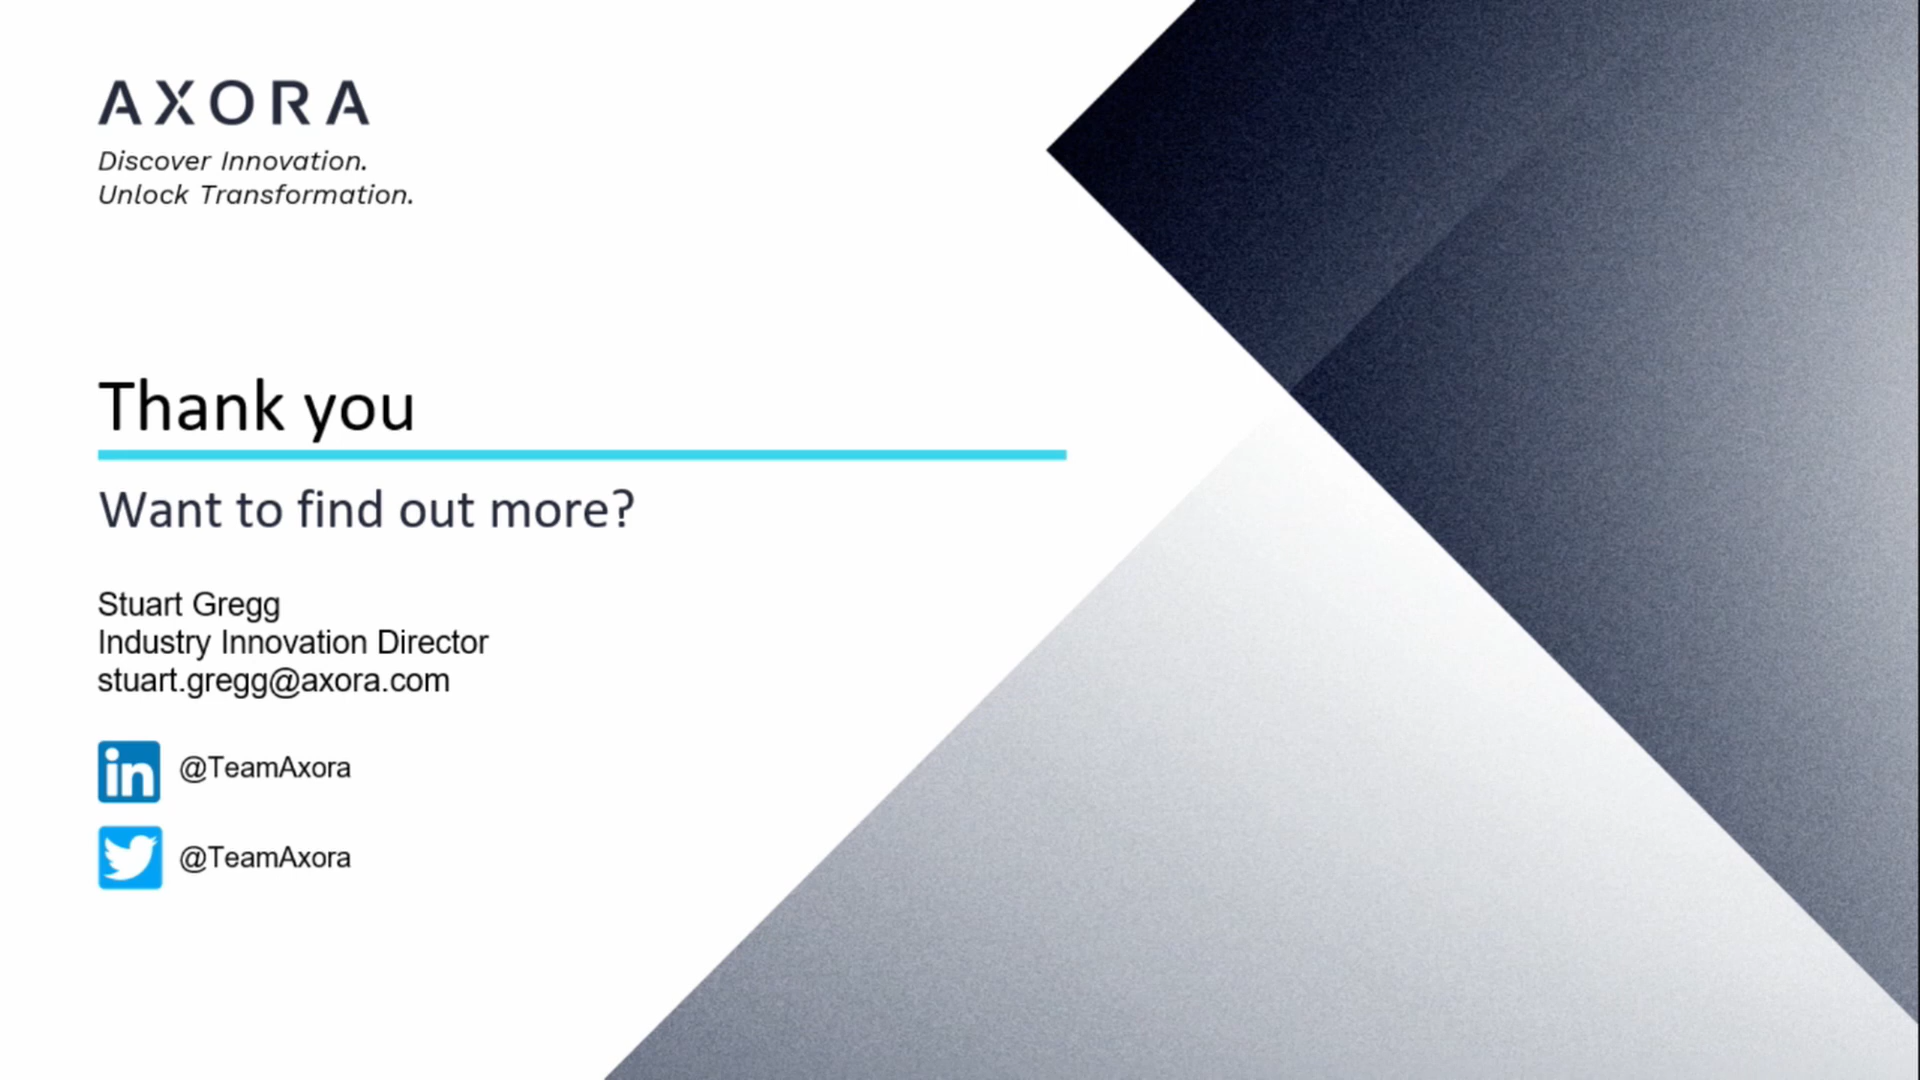 AXORA
Discover Innovation.
Unlock Transformation.
Thank you
Want to find out more?
Stuart Gregg
Industry Innovation Director
stuart.gregg@axora.com
in @TeamAxora
@TeamAxora